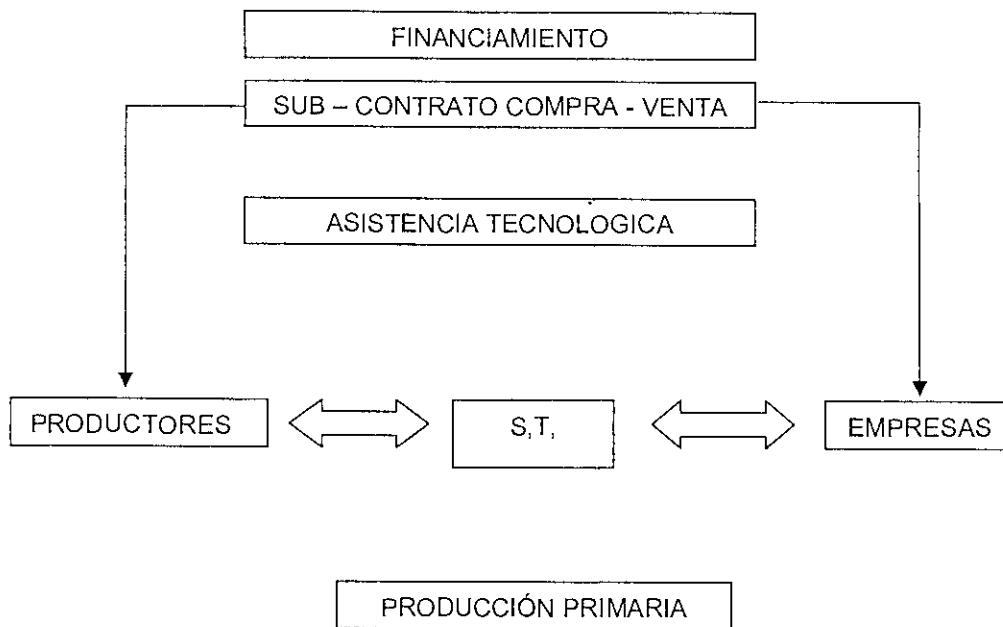 FINANCIAMIENTO
SUB – CONTRATO COMPRA - VENTA
ASISTENCIA TECNOLOGICA
PRODUCTORES
S,T,
EMPRESAS
PRODUCCIÓN PRIMARIA